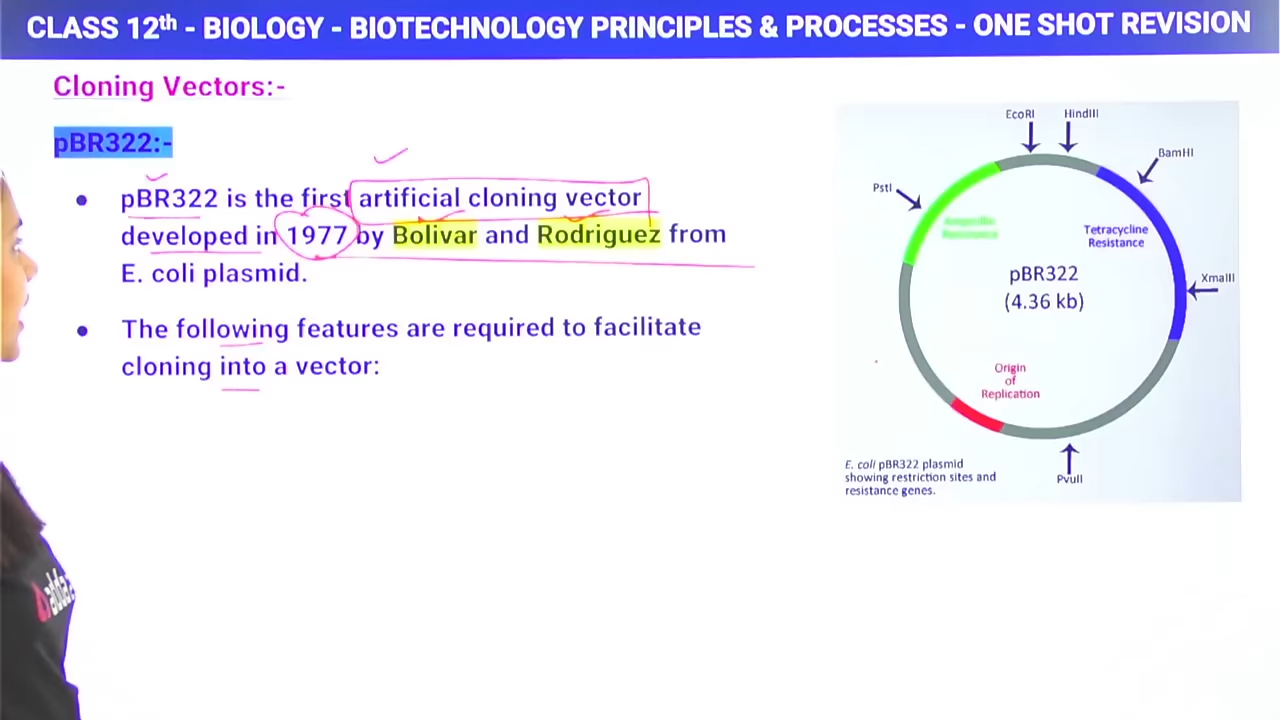 CLASS 12th - BIOLOGY - BIOTECHNOLOGY PRINCIPLES & PROCESSES - ONE SHOT REVISION
Cloning Vectors:-
pBR322:-
• pBR322 is the first artificial cloning vector
developed in 1977 by Bolivar and Rodriguez from
E. coli plasmid.
• The following features are required to facilitate
cloning into a vector:
EcoRI HindIII
BamHI
PstI
Tetracycline
Resistance
XmaIII
pBR322
(4.36 kb)
Origin
of
Replication
PvuII
E. coli pBR322 plasmid
showing restriction sites and
resistance genes.